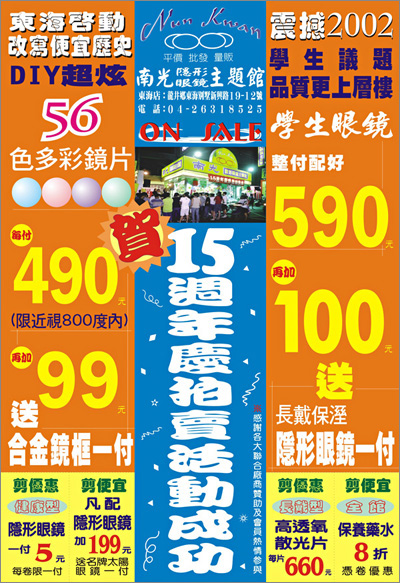 東海啓動
改寫便宜歷史
DIY超炫
56
色多彩鏡片
每付
490元
(限近視800度內)
再加
99元
送
合金鏡框一付
剪優惠
健康型
隱形眼鏡
一付5元
每卷限一付
剪便宜
凡配
隱形眼鏡
加199元
送名牌太陽
眼鏡一付
Nan Kwan
平價 批發 量販
南光隱形眼鏡主題館
東海店：龍井鄉東海別墅新興路19-12號
電話：04-26318525
ON SALE
賀
15週年慶拍賣活動成功
感謝各大聯合廠商贊助及會員熱情參與
震撼2002
學生議題
品質更上層樓
學生眼鏡
整付配好
590元
再加
100元
送
長戴保溼
隱形眼鏡一付
剪優惠
長戴型
高透氧
散光片
每片660元
剪便宜
全館
保養藥水
8折
憑卷優惠